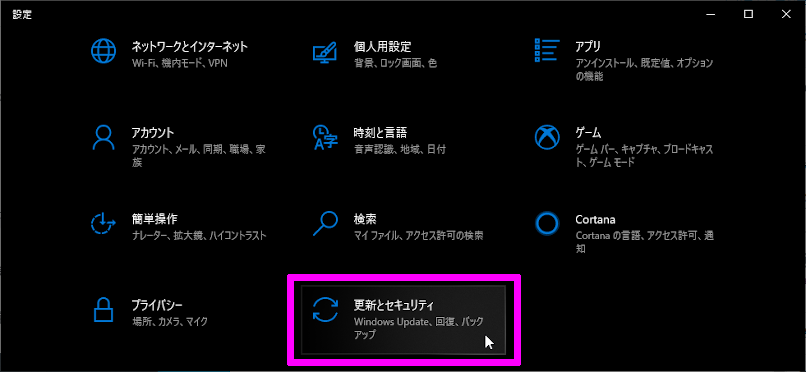 設定
ネットワークとインターネット
Wi-Fi、機内モード、VPN
個人用設定
背景、ロック画面、色
アプリ
アンインストール、既定値、オプション
の機能
アカウント
アカウント、メール、同期、職場、家
族
時刻と言語
音声認識、地域、日付
ゲーム
ゲーム バー、キャプチャ、ブロードキャス
ト、ゲーム モード
簡単操作
ナレーター、拡大鏡、ハイコントラスト
検索
マイ ファイル、アクセス許可の検索
Cortana
Cortana の言語、アクセス許可、通
知
プライバシー
場所、カメラ、マイク
更新とセキュリティ
Windows Update、回復、バック
アップ